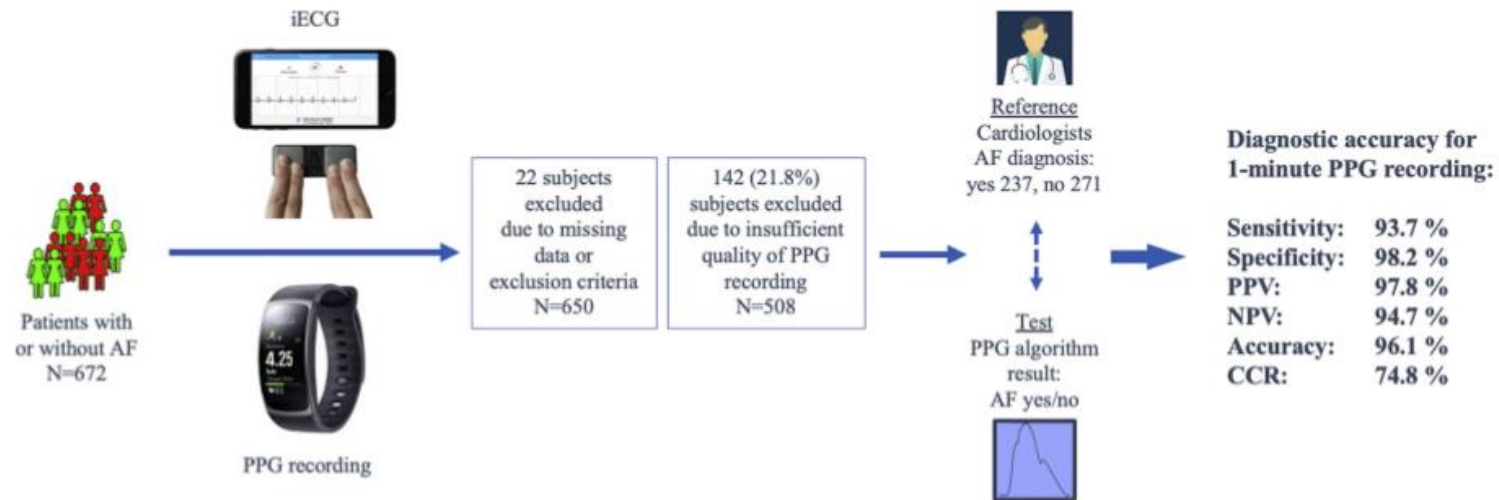 iECG
Patients with
or without AF
N=672
4.25
PPG recording
22 subjects
excluded
due to missing
data or
exclusion criteria
N=650
142 (21.8%)
subjects excluded
due to insufficient
quality of PPG
recording
N=508
Reference
Cardiologists
AF diagnosis:
yes 237, no 271
Test
PPG algorithm
result:
AF yes/no
Diagnostic accuracy for
1-minute PPG recording:
Sensitivity: 93.7 %
Specificity: 98.2 %
PPV: 97.8 %
NPV: 94.7 %
Accuracy: 96.1 %
CCR: 74.8 %